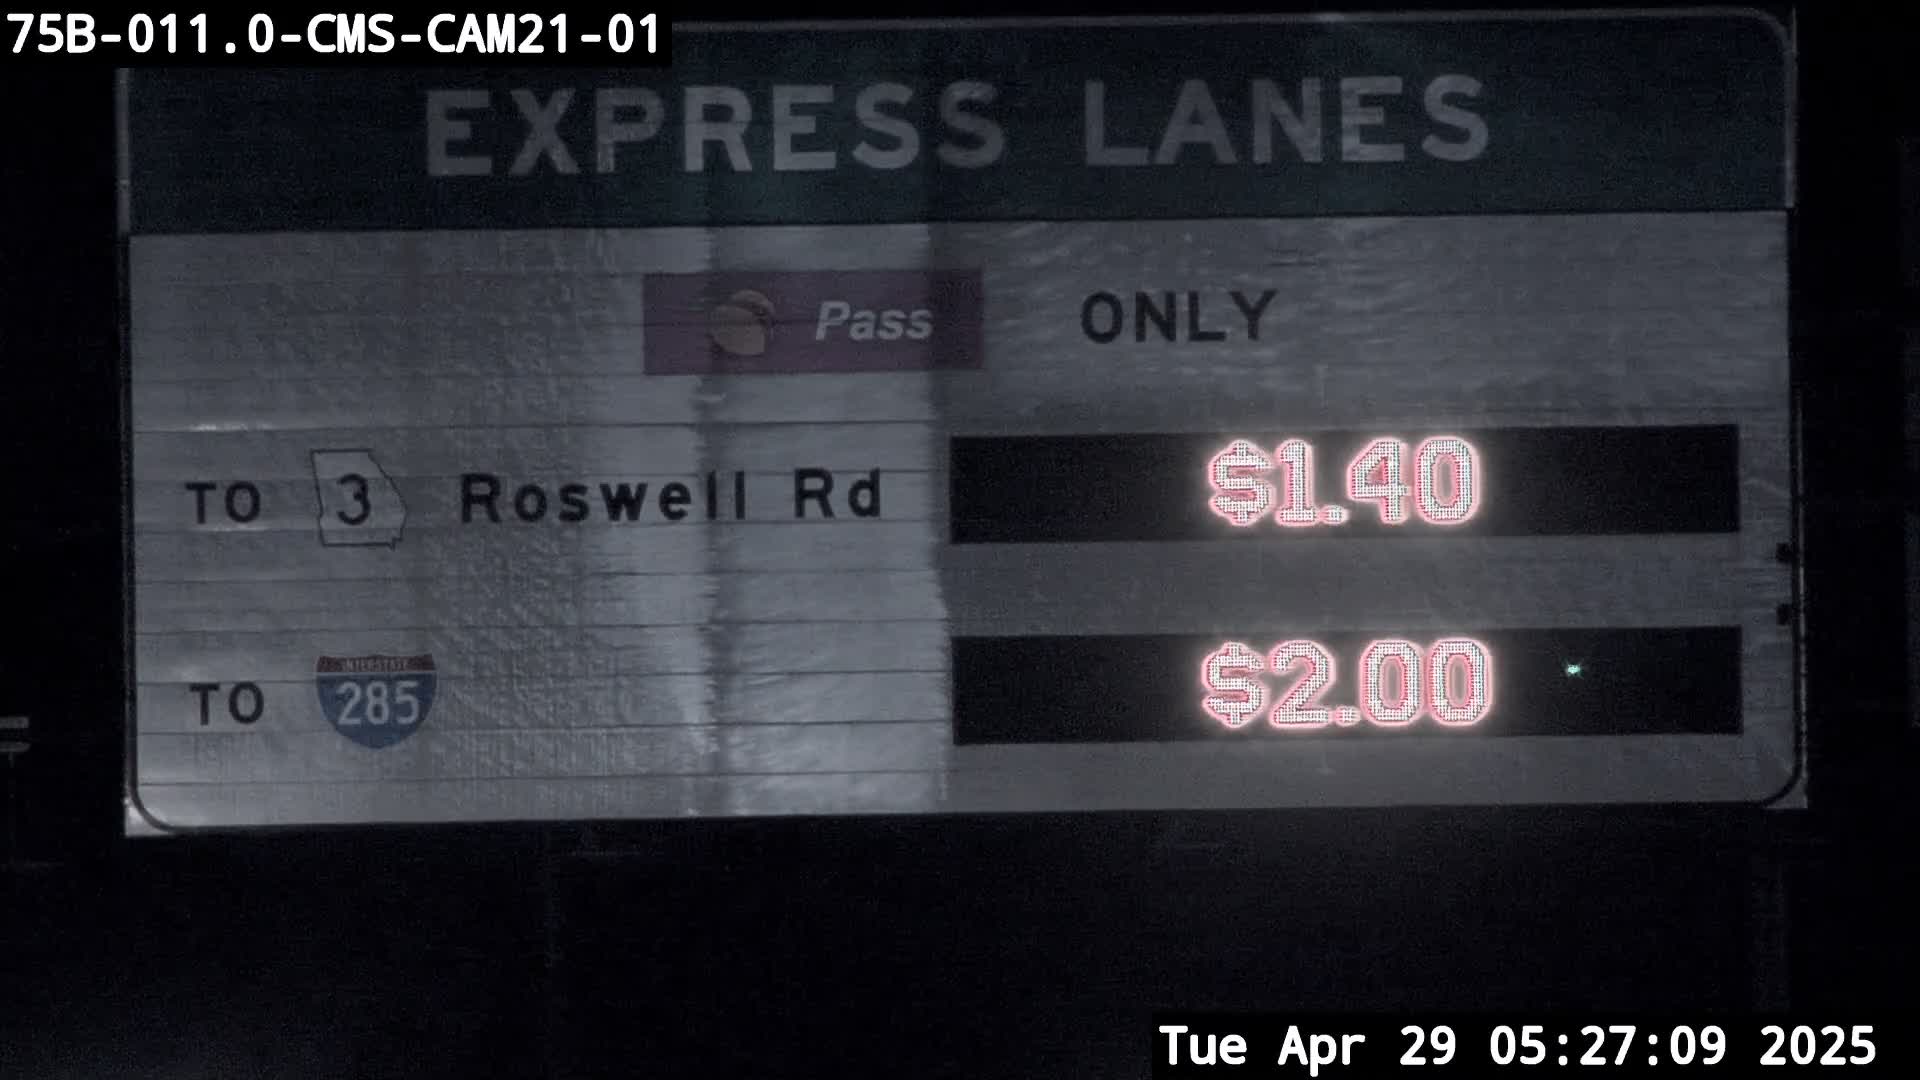 75B-011.0-CMS-CAM21-01
EXPRESS LANES
Pass ONLY
TO 3 Roswell Rd $1.40
TO INTERSTATE 285 $2.00
Tue Apr 29 05:27:09 2025